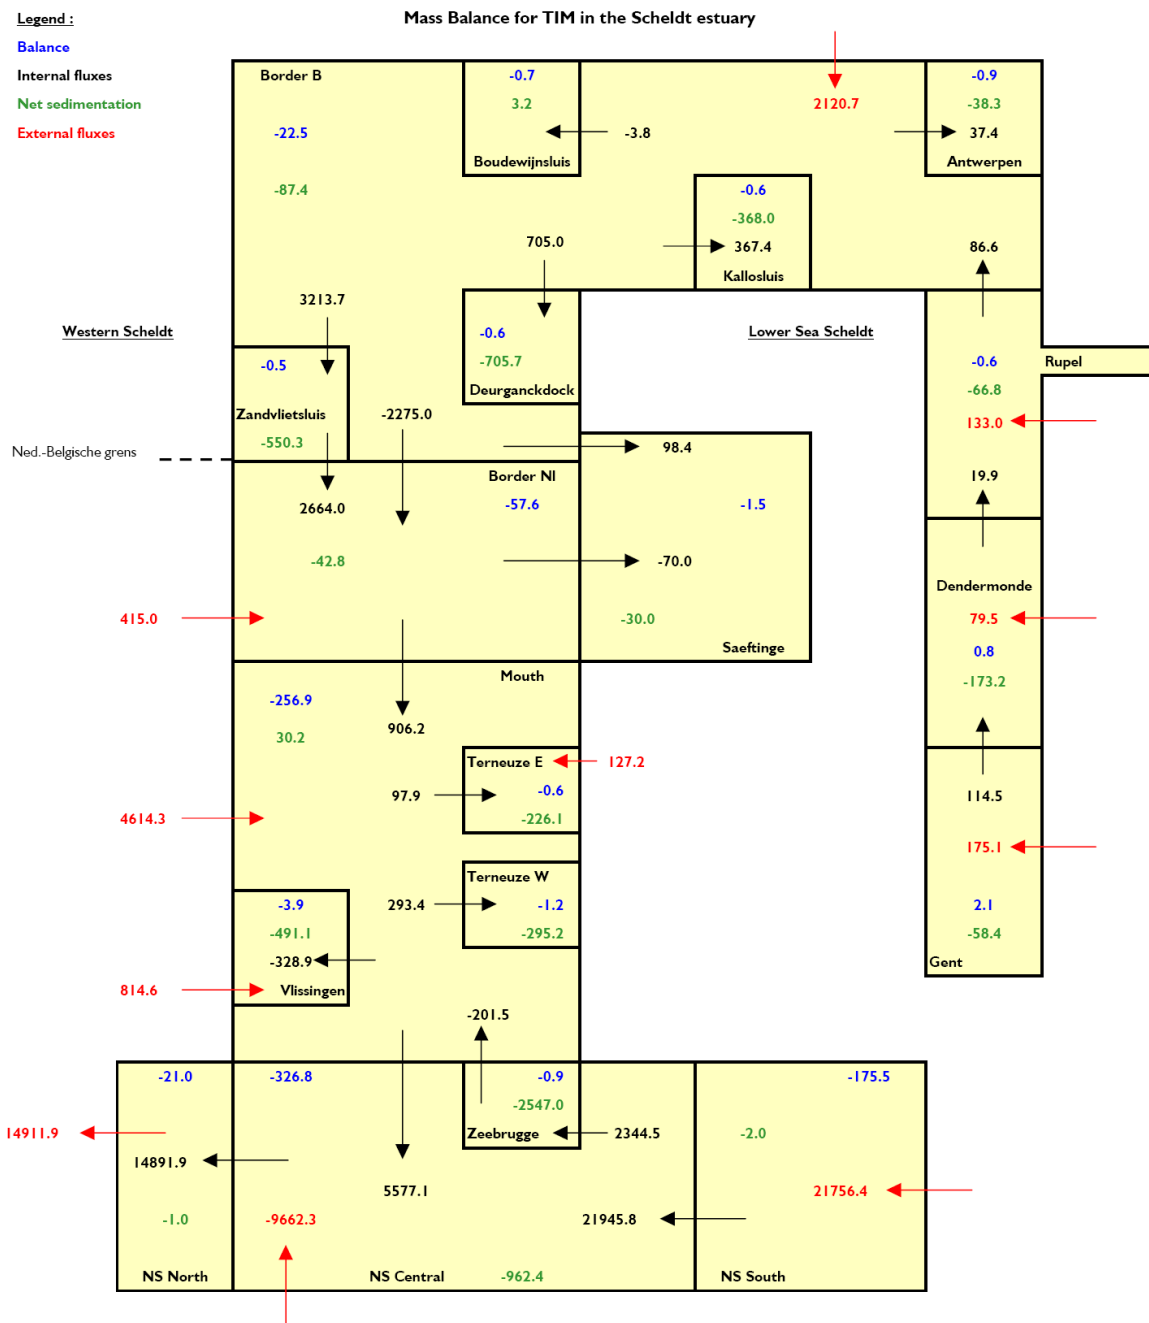 Legend :
Mass Balance for TIM in the Scheldt estuary
Balance
Internal fluxes
Net sedimentation
External fluxes
Border B
-0.7
-0.9
3.2
2120.7
-38.3
-22.5
-3.8
37.4
Boudewijnsluis
Antwerpen
-87.4
-0.6
-368.0
705.0
367.4
86.6
Kallosluis
3213.7
Western Scheldt
-0.6
Lower Sea Scheldt
-0.5
-705.7
-0.6
Rupel
Deurganckdock
-66.8
Zandvlietsluis
-2275.0
133.0
-550.3
98.4
Ned.-Belgische grens
Border Nl
19.9
2664.0
-57.6
-1.5
-42.8
-70.0
Dendermonde
415.0
-30.0
79.5
Saeftinge
0.8
Mouth
-173.2
-256.9
906.2
30.2
Terneuze E
127.2
97.9
-0.6
114.5
4614.3
-226.1
175.1
Terneuze W
-3.9
293.4
-1.2
2.1
-491.1
-295.2
-58.4
-328.9
Gent
814.6
Vlissingen
-201.5
-21.0
-326.8
-0.9
-175.5
-2547.0
14911.9
Zeebrugge
2344.5
-2.0
14891.9
5577.1
21756.4
-1.0
-9662.3
21945.8
NS North
NS Central
-962.4
NS South